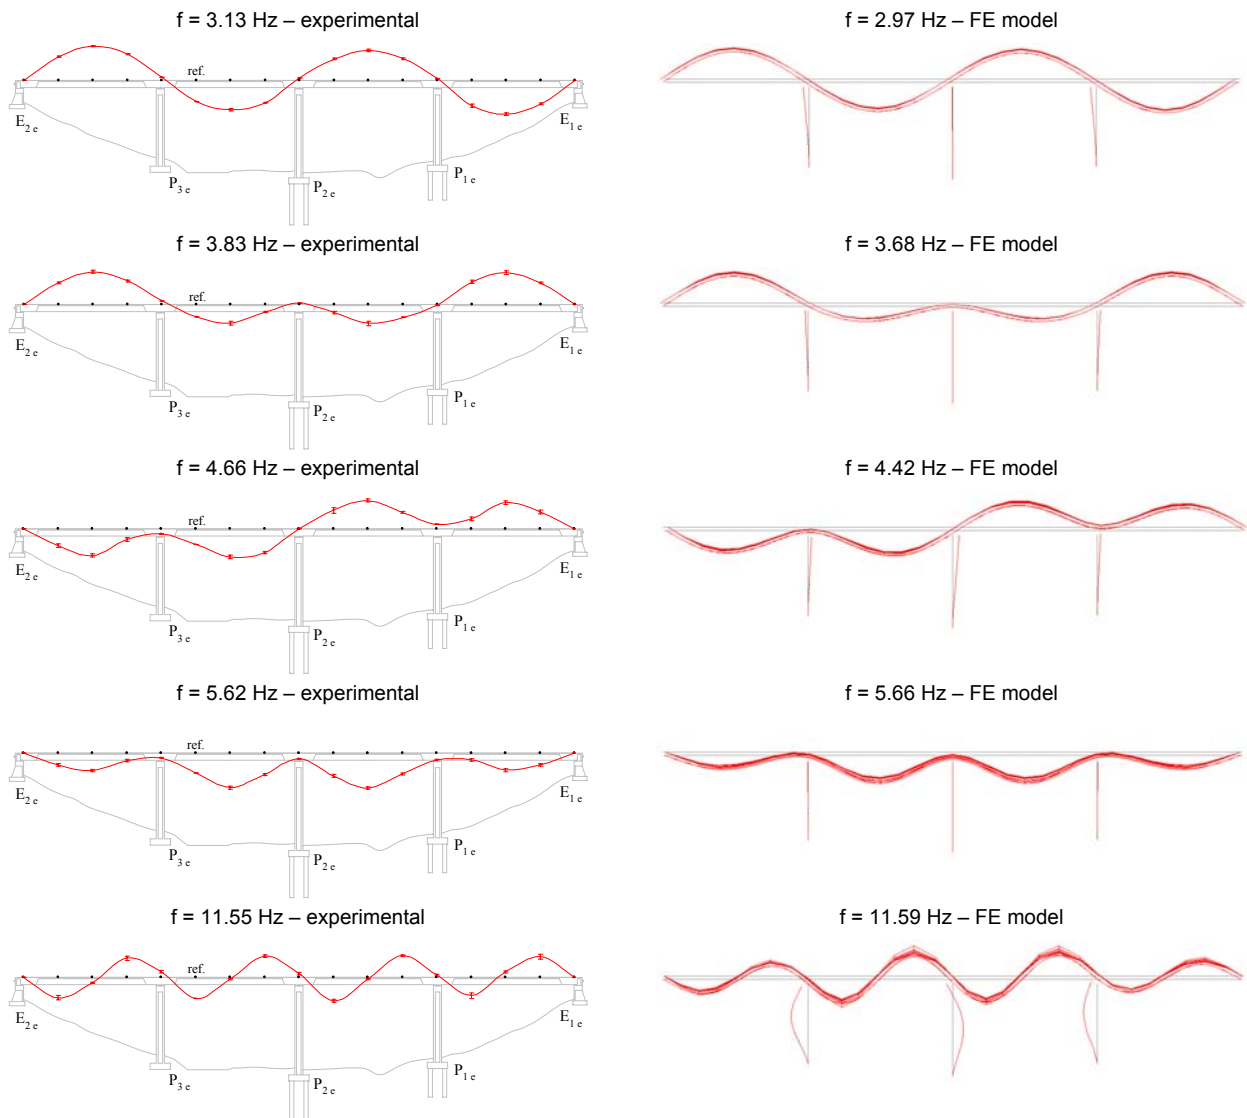 f = 3.13 Hz – experimental
f = 2.97 Hz – FE model
ref.
E2 e
E1 e
P3 e
P2 e
P1 e
f = 3.83 Hz – experimental
f = 3.68 Hz – FE model
ref.
E2 e
E1 e
P3 e
P2 e
P1 e
f = 4.66 Hz – experimental
f = 4.42 Hz – FE model
ref.
E2 e
E1 e
P3 e
P2 e
P1 e
f = 5.62 Hz – experimental
f = 5.66 Hz – FE model
ref.
E2 e
E1 e
P3 e
P2 e
P1 e
f = 11.55 Hz – experimental
f = 11.59 Hz – FE model
ref.
E2 e
E1 e
P3 e
P2 e
P1 e